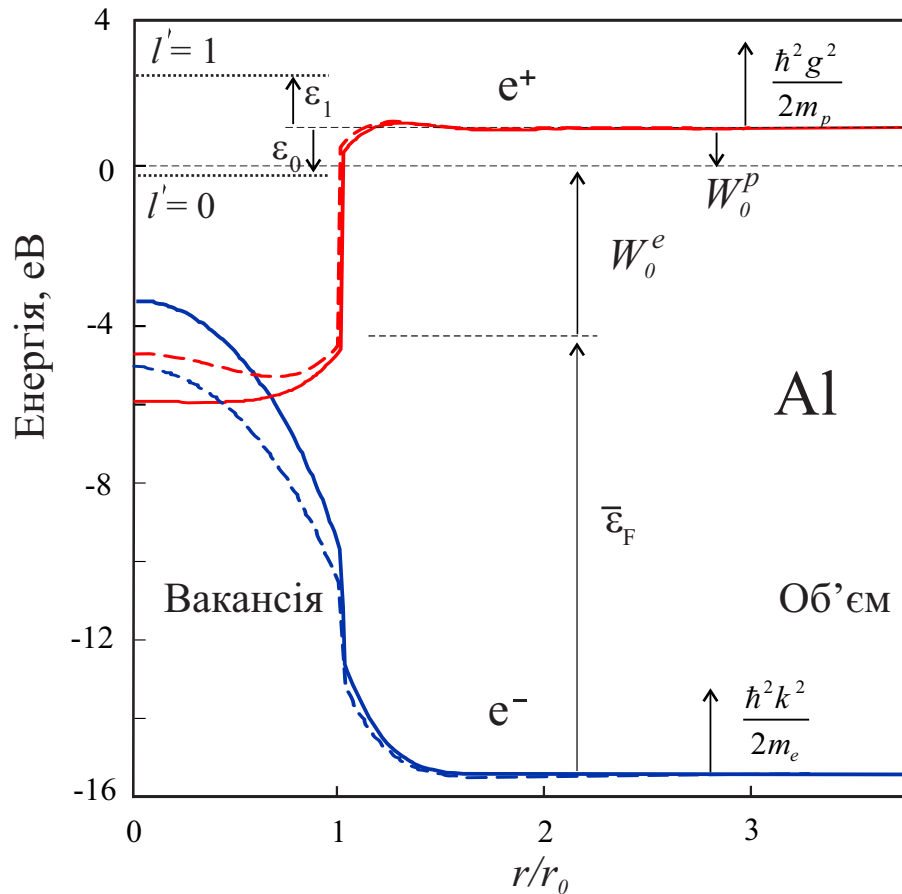 4
l' = 1
ε₁
e⁺
ħ²g²
2mₚ
ε₀
0
l' = 0
W₀ᵖ
W₀ᵉ
Енергія, еВ
-4
Al
-8
ε̅_F
Вакансія
Об’єм
-12
e⁻
ħ²k²
2mₑ
-16
0
1
2
3
r/r₀